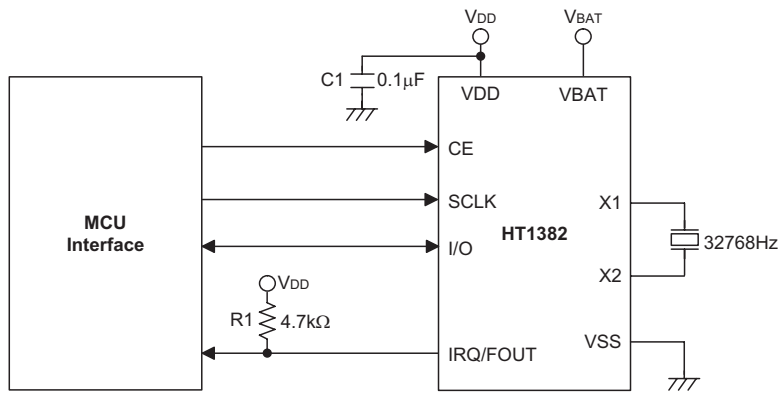 VDD
VBAT
C1
0.1μF
VDD
VBAT
CE
SCLK
X1
MCU
Interface
HT1382
32768Hz
I/O
X2
VDD
R1
4.7kΩ
VSS
IRQ/FOUT